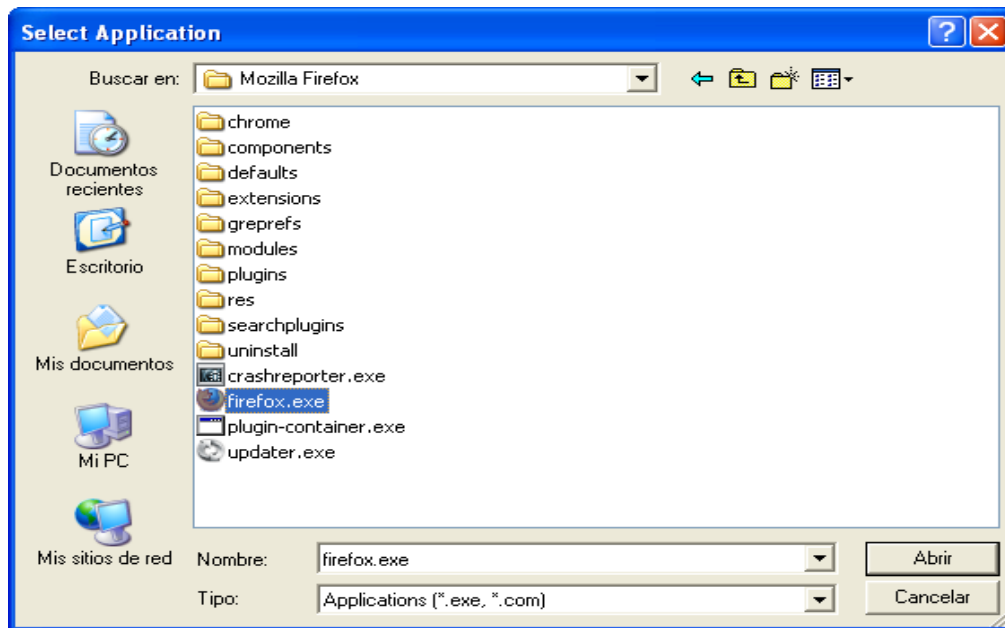 Select Application
Buscar en:
Mozilla Firefox
Documentos
recientes
Escritorio
Mis documentos
Mi PC
Mis sitios de red
chrome
components
defaults
extensions
greprefs
modules
plugins
res
searchplugins
uninstall
crashreporter.exe
firefox.exe
plugin-container.exe
updater.exe
Nombre:
firefox.exe
Abrir
Tipo:
Applications (*.exe, *.com)
Cancelar